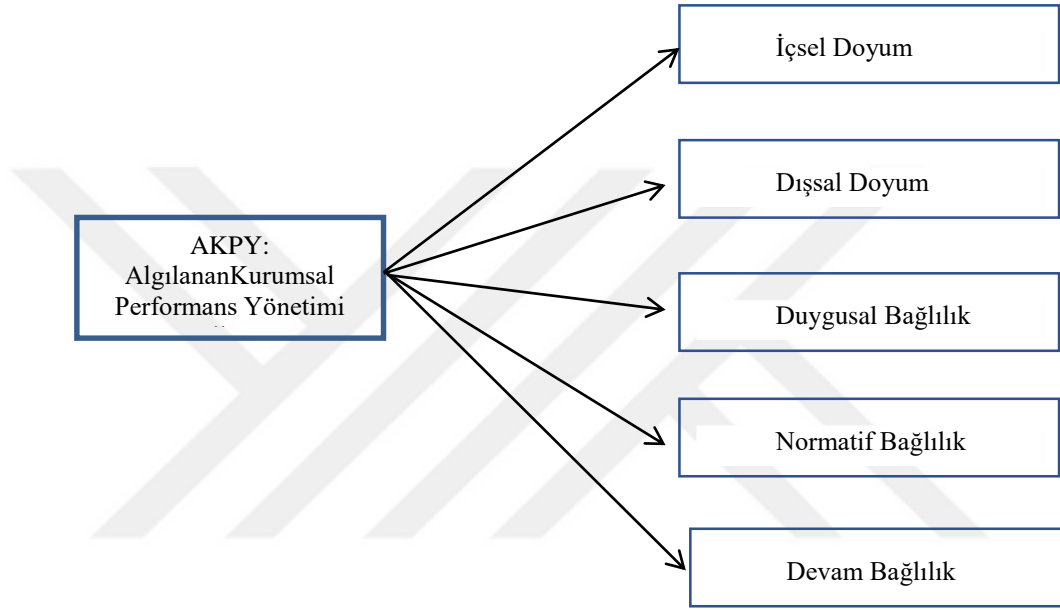 İçsel Doyum
Dışsal Doyum
AKPY:
AlgılananKurumsal
Performans Yönetimi
Duygusal Bağlılık
Normatif Bağlılık
Devam Bağlılık